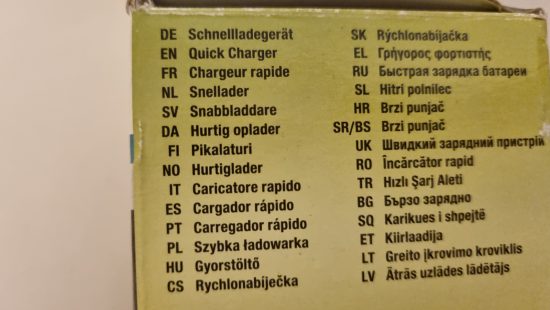 DE Schnellladegerät
EN Quick Charger
FR Chargeur rapide
NL Snellader
SV Snabbladdare
DA Hurtig oplader
FI Pikalaturi
NO Hurtiglader
IT Caricatore rapido
ES Cargador rápido
PT Carregador rápido
PL Szybka ładowarka
HU Gyorstöltő
CS Rychlonabíječka
SK Rýchlonabíjačka
EL Γρήγορος φορτιστής
RU Быстрая зарядка батареи
SL Hitri polnilec
HR Brzi punjač
SR/BS Brzi punjač
UK Швидкий зарядний пристрій
RO Încărcător rapid
TR Hızlı Şarj Aleti
BG Бързо зарядно
SQ Karikues i shpejtë
ET Kiirlaadija
LT Greito įkrovimo kroviklis
LV Ātrās uzlādes lādētājs